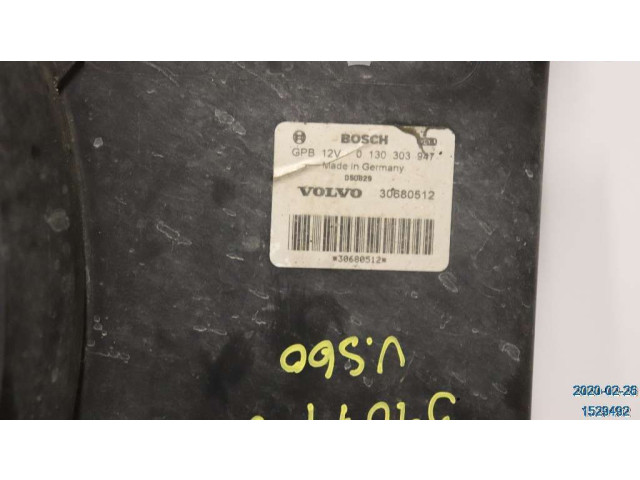 BOSCH
GPB 12V 0 130 303 947
Made in Germany
VOLVO 30680512
*30680512*
V.S60
2020-02-26
1529492